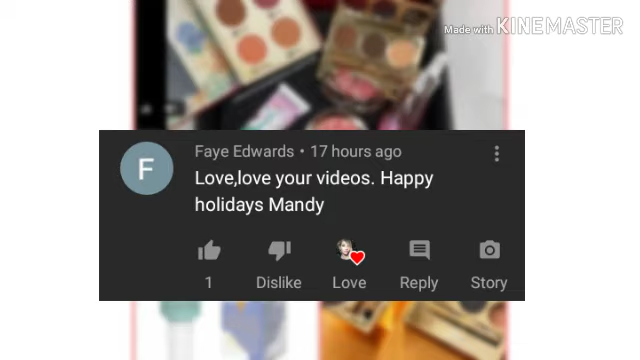 Made with KINEMASTER
F
Faye Edwards • 17 hours ago
Love,love your videos. Happy
holidays Mandy
1 Dislike Love Reply Story